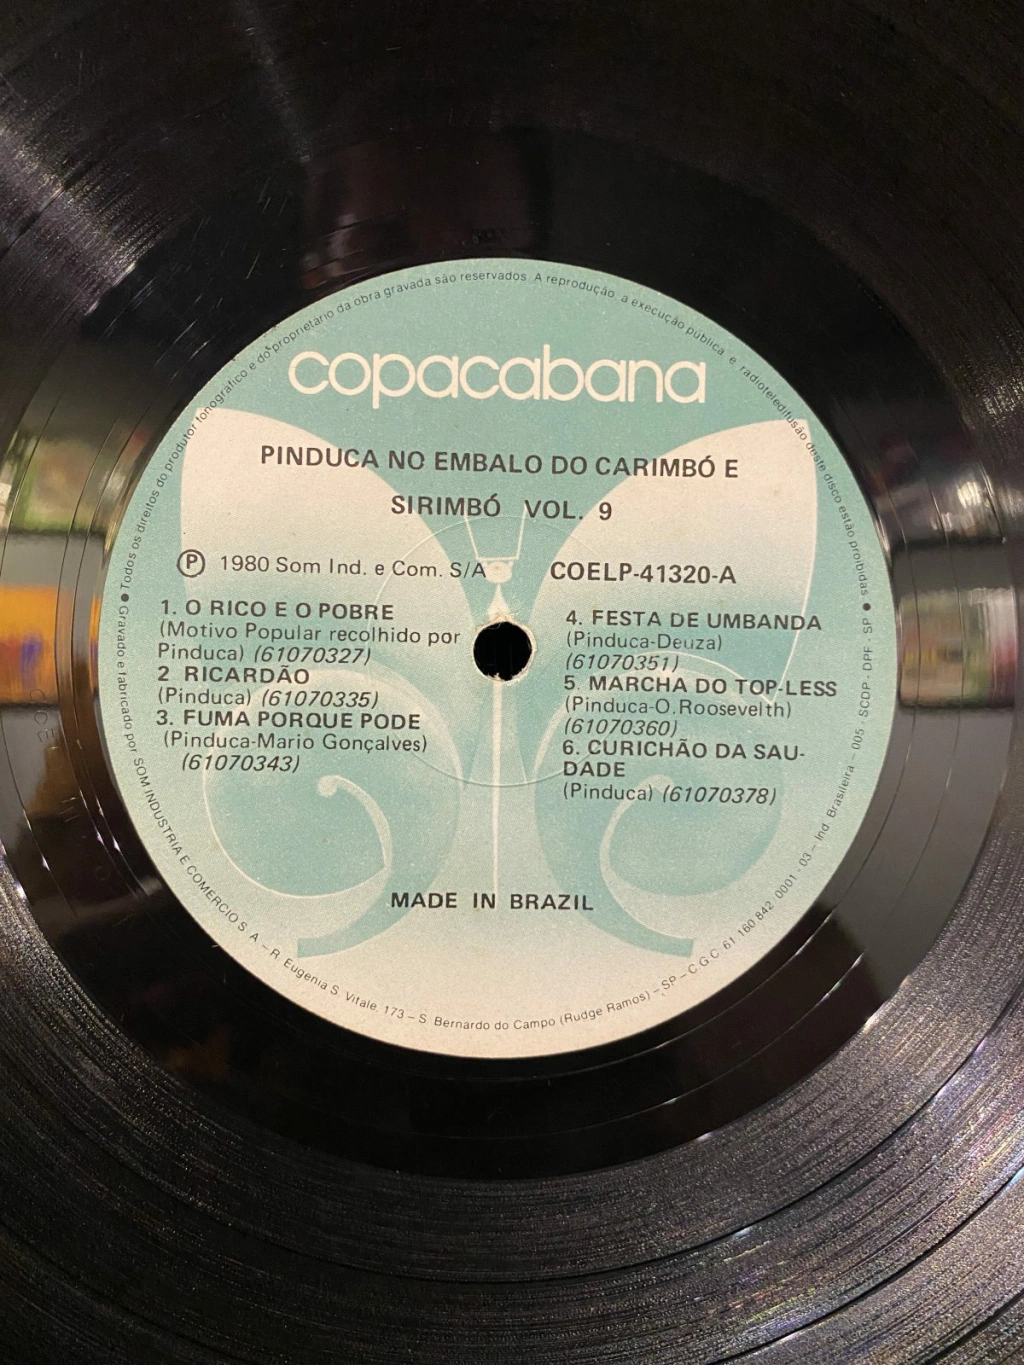 copacabana
PINDUCA NO EMBALO DO CARIMBÓ E
SIRIMBÓ VOL. 9
Ⓟ 1980 Som Ind. e Com. S/A
COELP-41320-A
1. O RICO E O POBRE
(Motivo Popular recolhido por
Pinduca) (61070327)
2 RICARDÃO
(Pinduca) (61070335)
3. FUMA PORQUE PODE
(Pinduca-Mario Gonçalves)
(61070343)
4. FESTA DE UMBANDA
(Pinduca-Deuza)
(61070351)
5. MARCHA DO TOP-LESS
(Pinduca-O. Roosevelth)
(61070360)
6. CURICHÃO DA SAU-
DADE
(Pinduca) (61070378)
MADE IN BRAZIL
● Todos os direitos do produtor fonográfico e do proprietário da obra gravada são reservados. A reprodução, a execução pública e radioteledifusão deste disco estão proibidas ●
Gravado e fabricado por SOM INDUSTRIA E COMERCIO S. A. – R. Eugenia S. Vitale, 173 – S. Bernardo do Campo (Rudge Ramos) – SP – C.G.C. 61 160 842 0001 - 03 – Ind. Brasileira – 005 - SCDP - DPF - SP